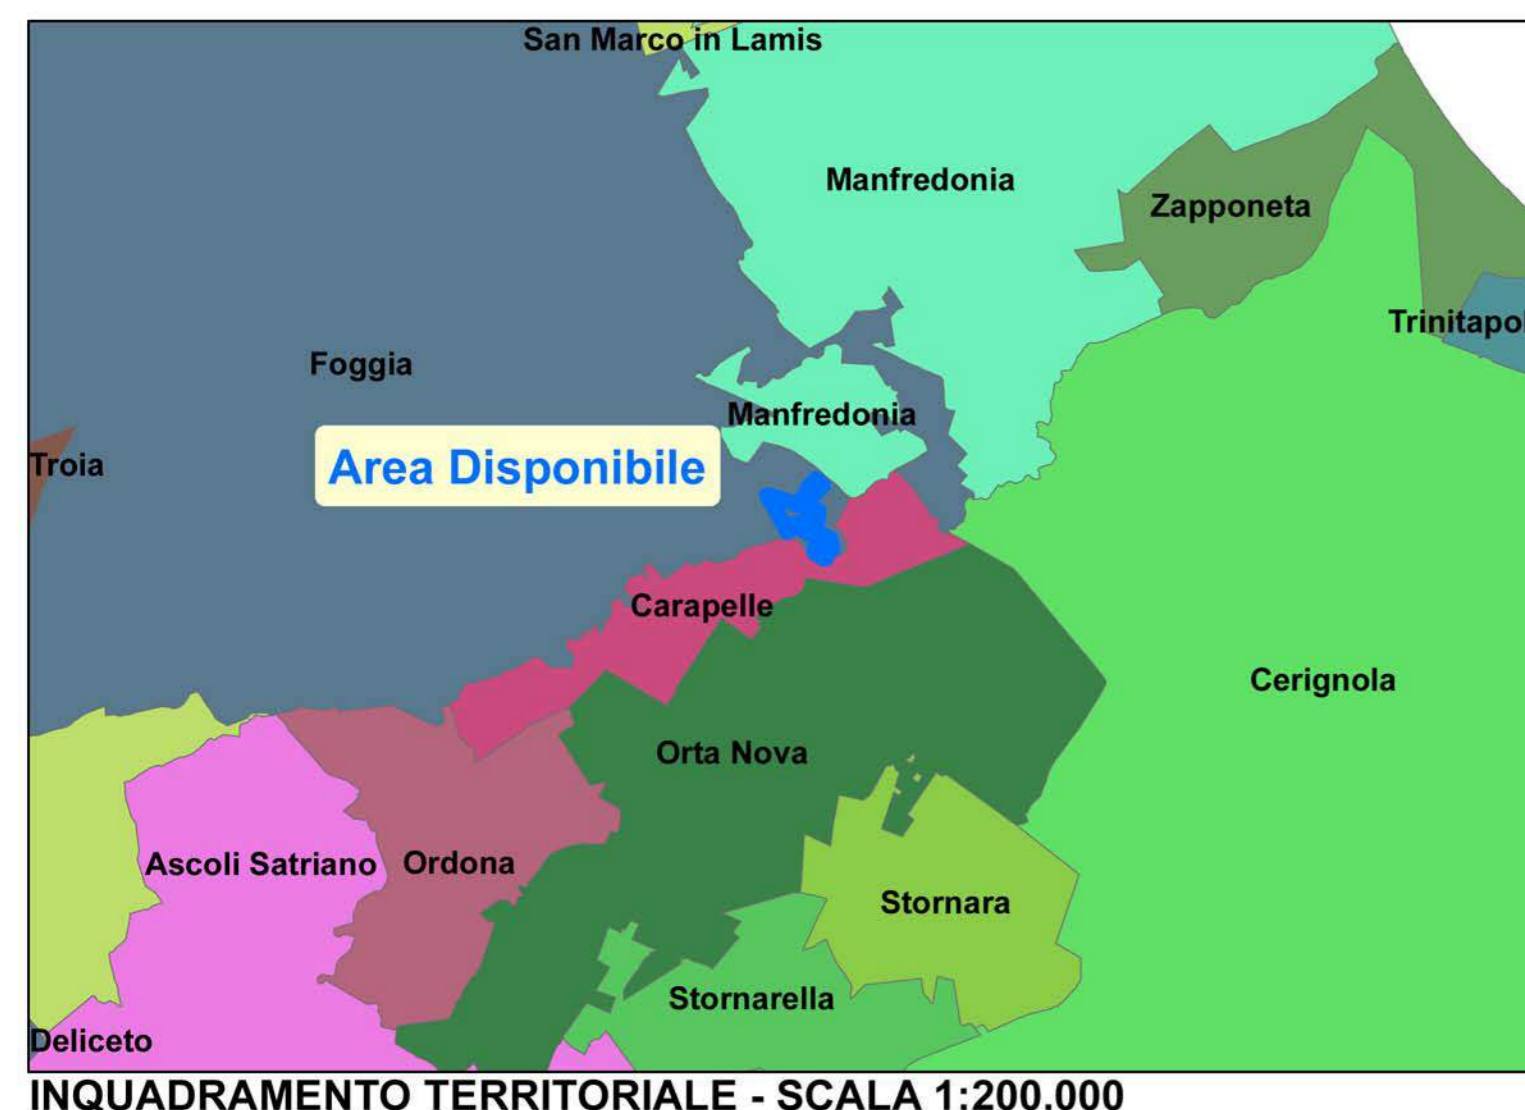 San Marco in Lamis
Manfredonia
Zapponeta
Trinitapol
Foggia
Manfredonia
Troia
Area Disponibile
Carapelle
Cerignola
Orta Nova
Ascoli Satriano
Ordona
Stornara
Stornarella
Deliceto
INQUADRAMENTO TERRITORIALE - SCALA 1:200.000